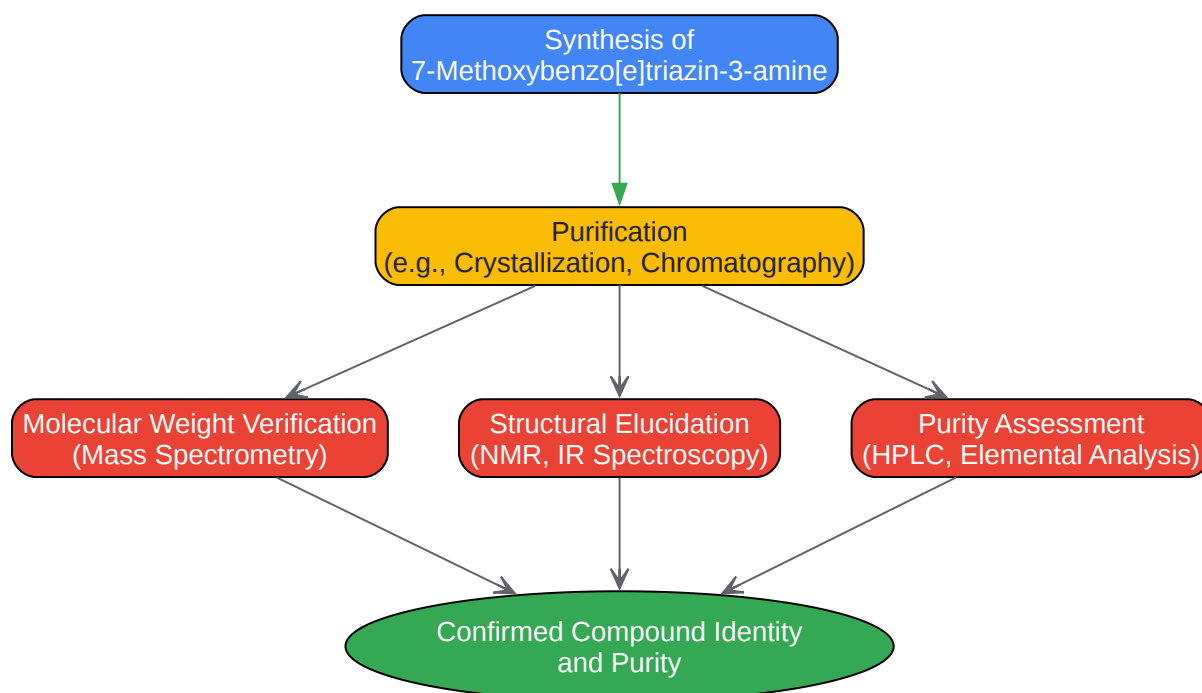 Synthesis of
7-Methoxybenzo[e]triazin-3-amine
Purification
(e.g., Crystallization, Chromatography)
Molecular Weight Verification
(Mass Spectrometry)
Structural Elucidation
(NMR, IR Spectroscopy)
Purity Assessment
(HPLC, Elemental Analysis)
Confirmed Compound Identity
and Purity